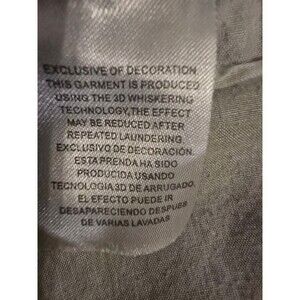 EXCLUSIVE OF DECORATION
THIS GARMENT IS PRODUCED
USING THE 3D WHISKERING
TECHNOLOGY, THE EFFECT
MAY BE REDUCED AFTER
REPEATED LAUNDERING
EXCLUSIVO DE DECORACIÓN.
ESTA PRENDA HA SIDO
PRODUCIDA USANDO
TECNOLOGIA 3D DE ARRUGADO.
EL EFECTO PUEDE IR
DESAPARECIENDO DESPUES
DE VARIAS LAVADAS